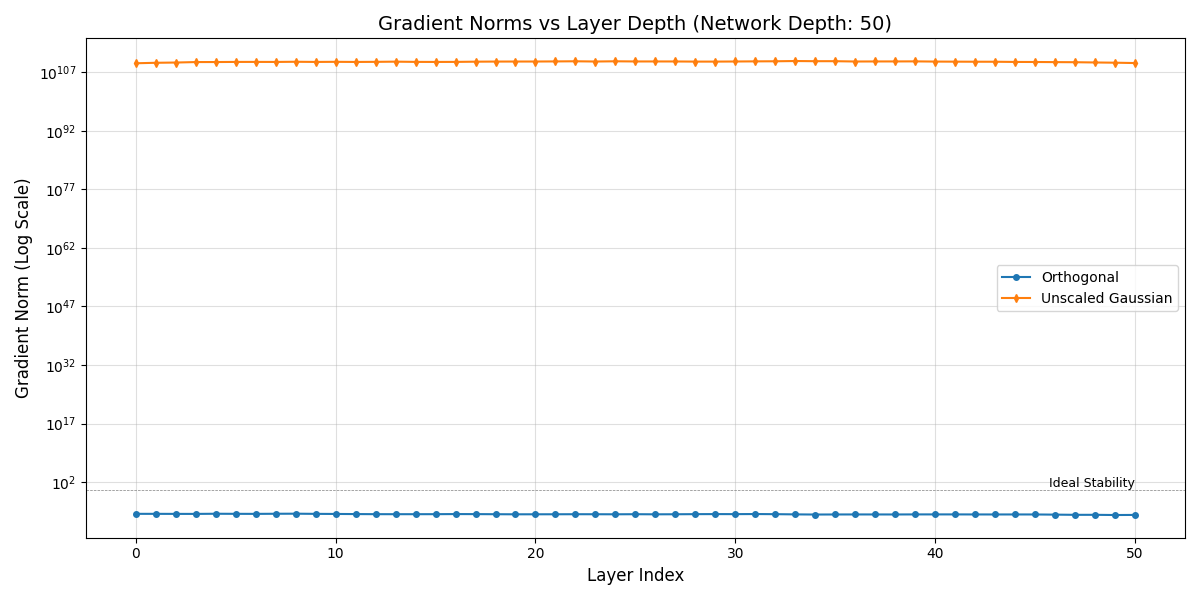 Gradient Norms vs Layer Depth (Network Depth: 50)
Gradient Norm (Log Scale)
10^107
10^92
10^77
10^62
10^47
10^32
10^17
10^2
Orthogonal
Unscaled Gaussian
Ideal Stability
0 10 20 30 40 50
Layer Index